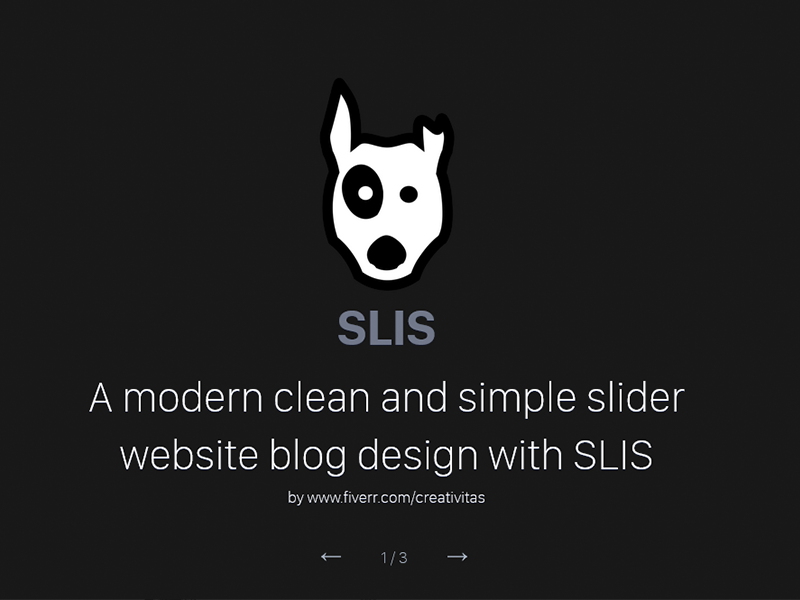 SLIS
A modern clean and simple slider
website blog design with SLIS
by www.fiverr.com/creativitas
← 1 / 3 →